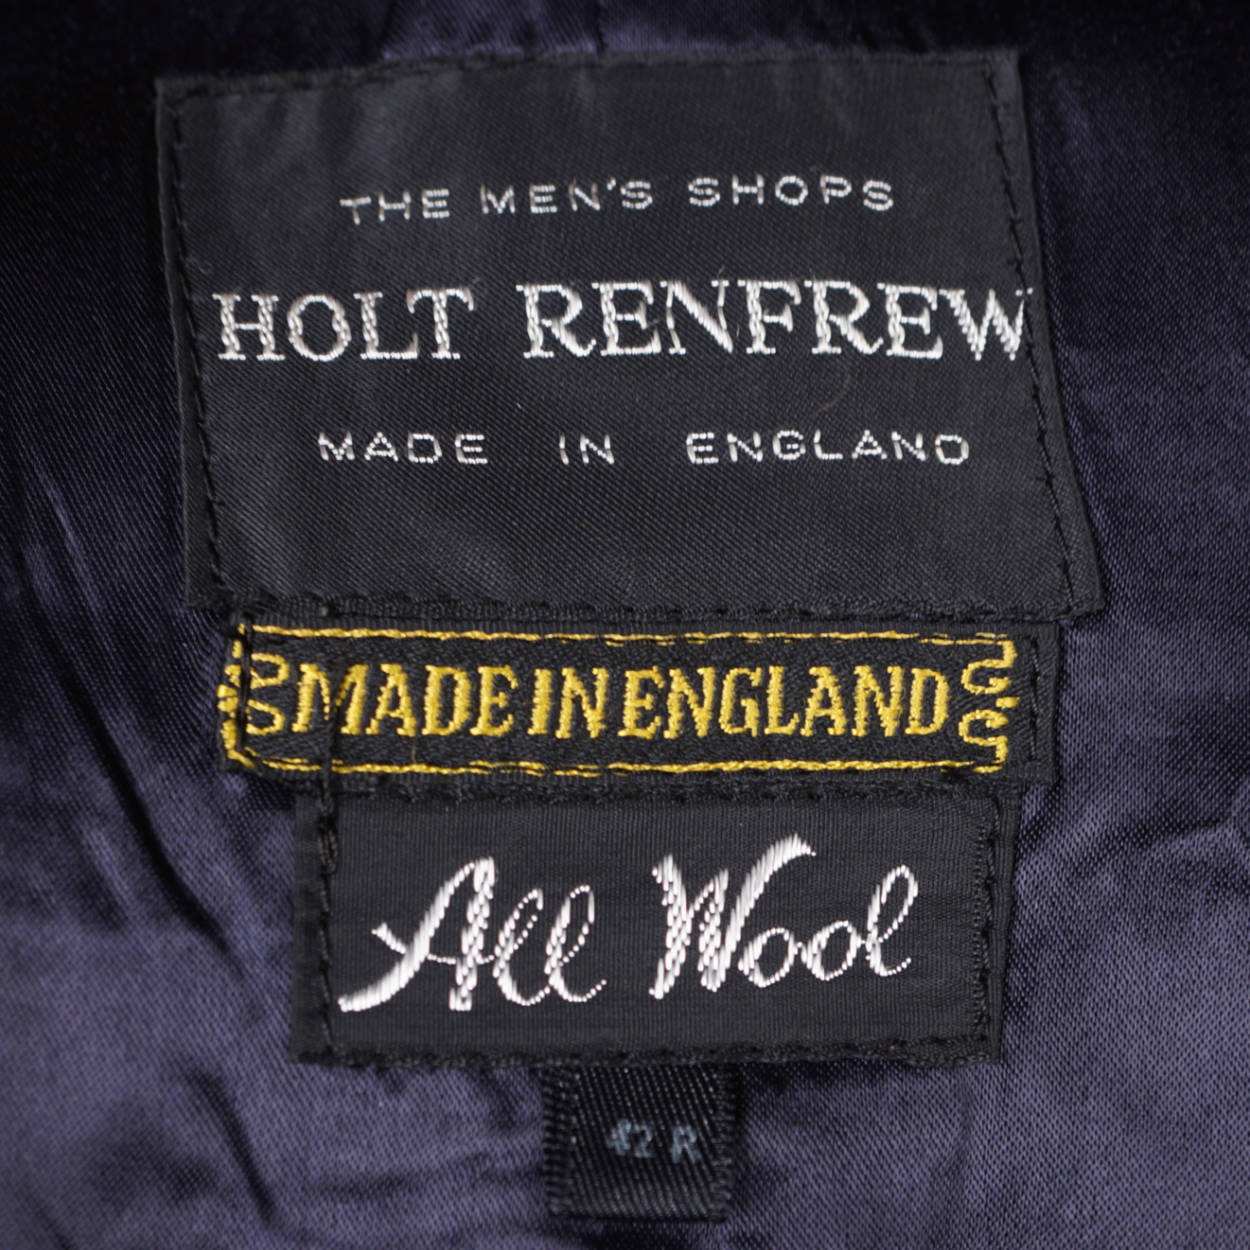 THE MEN'S SHOPS
HOLT RENFREW
MADE IN ENGLAND
MADE IN ENGLAND
All Wool
42 R